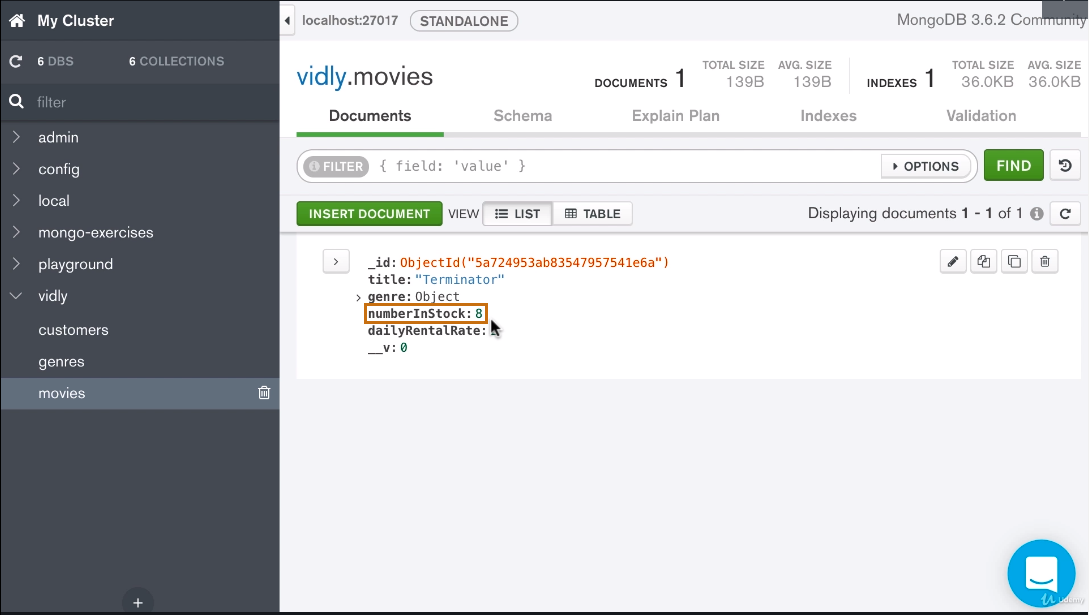 My Cluster
6 DBS 6 COLLECTIONS
filter
admin
config
local
mongo-exercises
playground
vidly
customers
genres
movies
localhost:27017 STANDALONE
MongoDB 3.6.2 Community
vidly.movies
DOCUMENTS 1 TOTAL SIZE 139B AVG. SIZE 139B
INDEXES 1 TOTAL SIZE 36.0KB AVG. SIZE 36.0KB
Documents Schema Explain Plan Indexes Validation
FILTER { field: 'value' } OPTIONS FIND
INSERT DOCUMENT VIEW LIST TABLE Displaying documents 1 - 1 of 1
_id:ObjectId("5a724953ab83547957541e6a")
title:"Terminator"
genre:Object
numberInStock:8
dailyRentalRate:
__v:0
Udemy